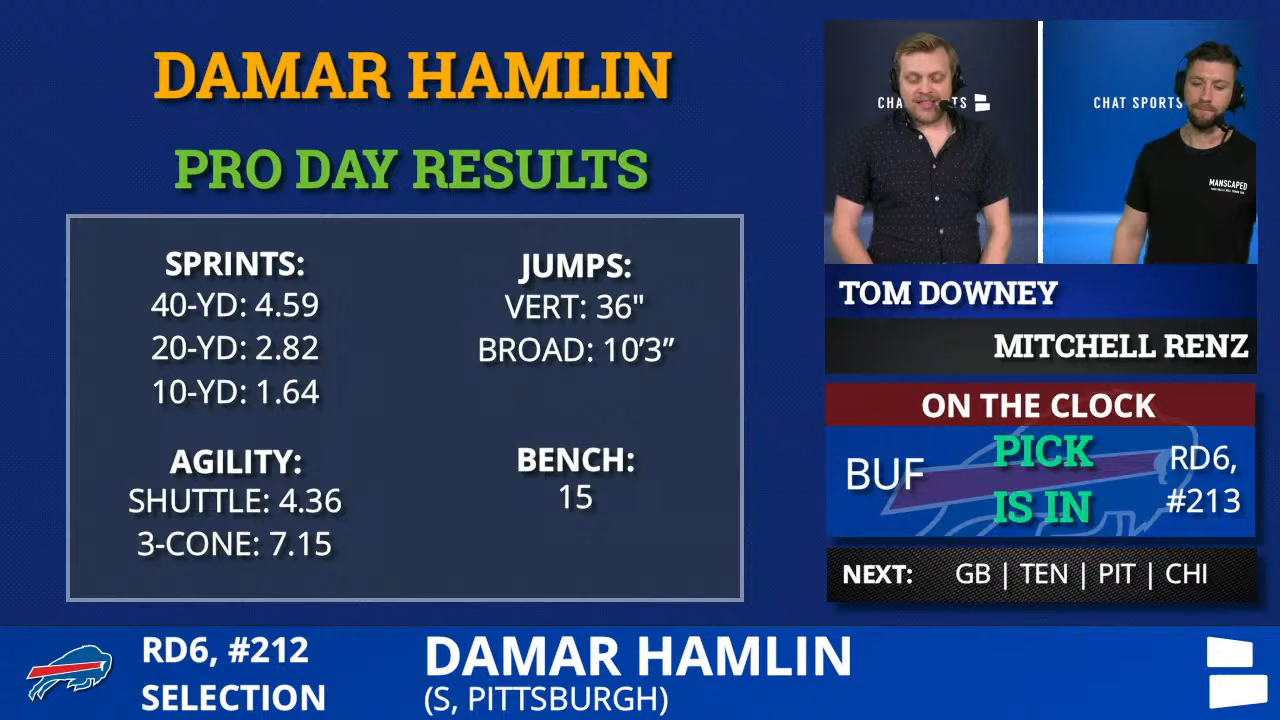 DAMAR HAMLIN
PRO DAY RESULTS
SPRINTS:
40-YD: 4.59
20-YD: 2.82
10-YD: 1.64
JUMPS:
VERT: 36"
BROAD: 10’3”
AGILITY:
SHUTTLE: 4.36
3-CONE: 7.15
BENCH:
15
CHAT SPORTS
MANSCAPED
TOM DOWNEY
MITCHELL RENZ
ON THE CLOCK
BUF
PICK
IS IN
RD6,
#213
NEXT: GB | TEN | PIT | CHI
RD6, #212
SELECTION
DAMAR HAMLIN
(S, PITTSBURGH)